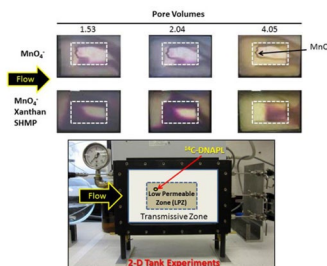 Pore Volumes
1.53 2.04 4.05
MnO₄⁻
MnO
Flow
MnO₄⁻
Xanthan
SHMP
¹⁴C-DNAPL
Flow
Low Permeable
Zone (LPZ)
Transmissive Zone
2-D Tank Experiments